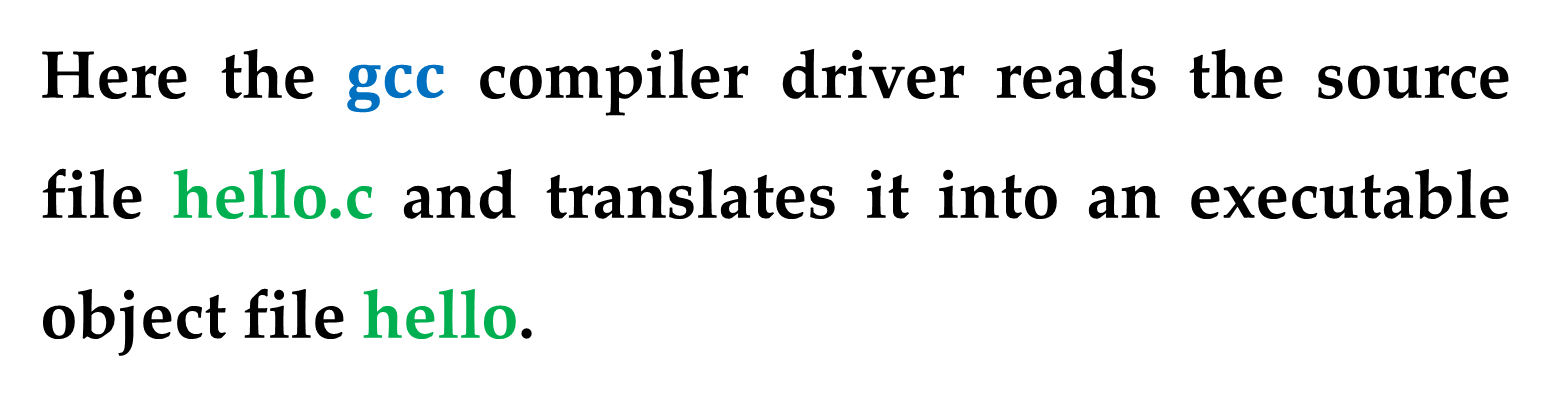 Here the gcc compiler driver reads the source
file hello.c and translates it into an executable
object file hello.